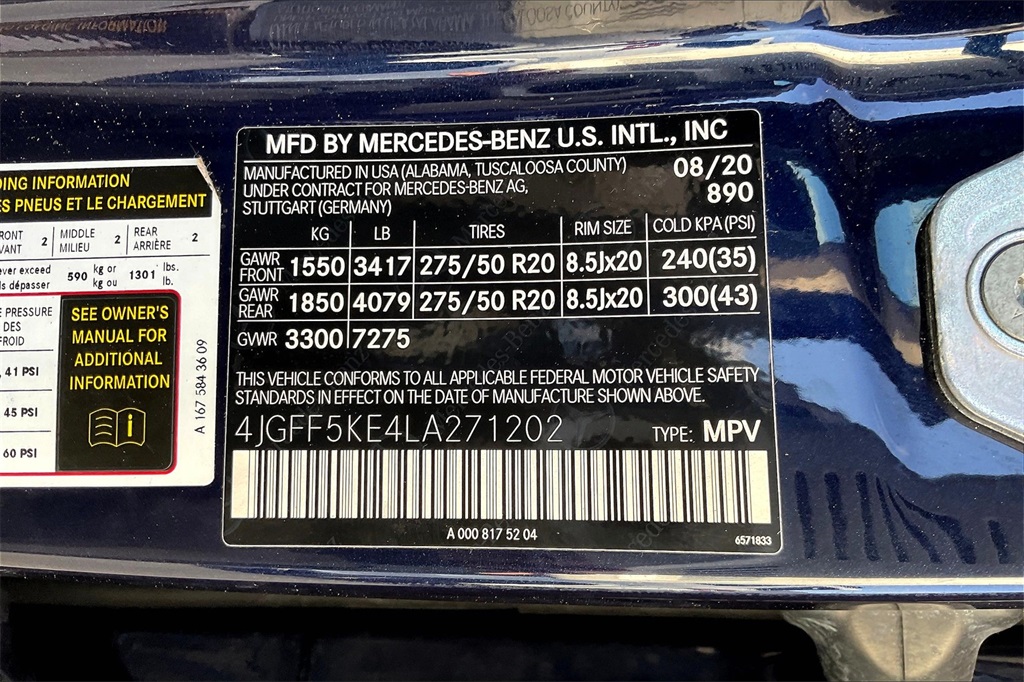 TUSCALOOSA COUNTY)
INFORMATION
MFD BY MERCEDES-BENZ U.S. INTL., INC
MANUFACTURED IN USA (ALABAMA, TUSCALOOSA COUNTY) 08/20
UNDER CONTRACT FOR MERCEDES-BENZ AG, 890
STUTTGART (GERMANY)
KG LB TIRES RIM SIZE COLD KPA (PSI)
GAWR FRONT 1550 3417 275/50 R20 8.5Jx20 240(35)
GAWR REAR 1850 4079 275/50 R20 8.5Jx20 300(43)
GVWR 3300 7275
THIS VEHICLE CONFORMS TO ALL APPLICABLE FEDERAL MOTOR VEHICLE SAFETY
STANDARDS IN EFFECT ON THE DATE OF MANUFACTURE SHOWN ABOVE.
4JGFF5KE4LA271202 TYPE: MPV
A 000 817 52 04
6571833
DING INFORMATION
ES PNEUS ET LE CHARGEMENT
FRONT 2 MIDDLE 2 REAR 2
VANT MILIEU ARRIÈRE
ever exceed 590 kg or 1301 lbs.
s dépasser kg ou lb.
E PRESSURE
DES
FROID
, 41 PSI
45 PSI
60 PSI
SEE OWNER'S
MANUAL FOR
ADDITIONAL
INFORMATION
A 167 584 36 09